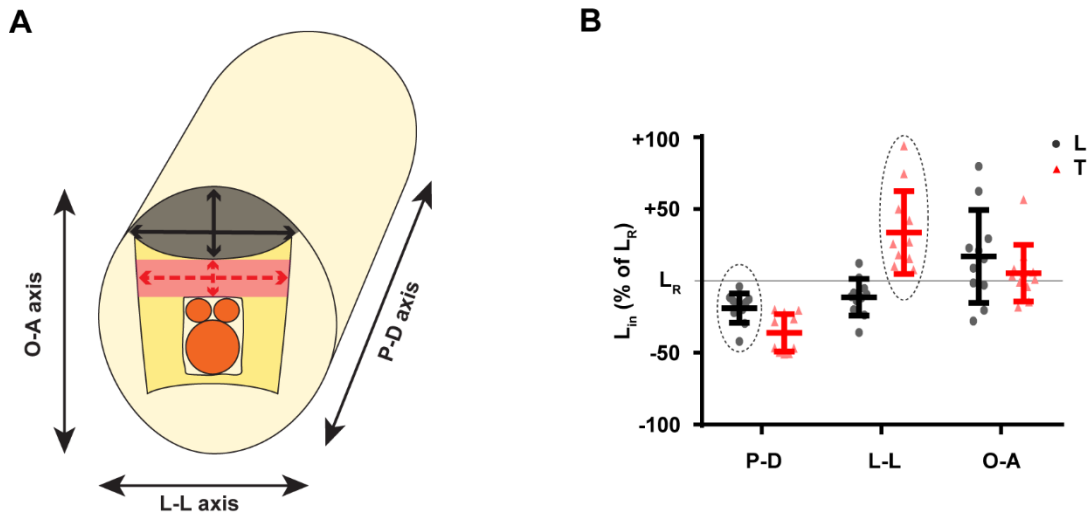 A
O-A axis
P-D axis
L-L axis
B
L
T
+100
+50
L_R
-50
-100
L_in (% of L_R)
P-D
L-L
O-A